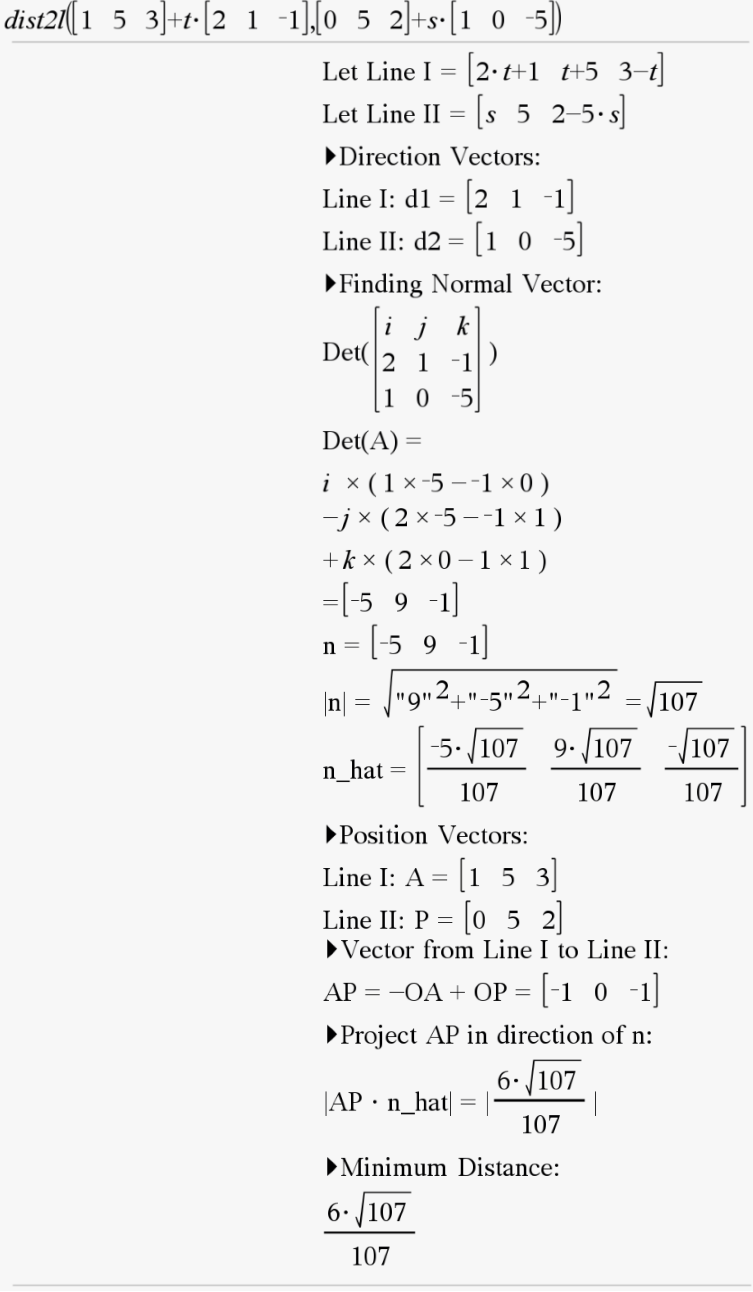 dist2l([1 5 3]+t·[2 1 ⁻1],[0 5 2]+s·[1 0 ⁻5])
Let Line I = [2·t+1 t+5 3−t]
Let Line II = [s 5 2−5·s]
▶Direction Vectors:
Line I: d1 = [2 1 ⁻1]
Line II: d2 = [1 0 ⁻5]
▶Finding Normal Vector:
Det([i j k
2 1 ⁻1
1 0 ⁻5])
Det(A) =
i × ( 1 × ⁻5 − ⁻1 × 0 )
−j × ( 2 × ⁻5 − ⁻1 × 1 )
+k × ( 2 × 0 − 1 × 1 )
=[⁻5 9 ⁻1]
n = [⁻5 9 ⁻1]
|n| = √("9"²+"⁻5"²+"⁻1"²) = √107
n_hat = [⁻5·√107/107 9·√107/107 ⁻√107/107]
▶Position Vectors:
Line I: A = [1 5 3]
Line II: P = [0 5 2]
▶Vector from Line I to Line II:
AP = −OA + OP = [⁻1 0 ⁻1]
▶Project AP in direction of n:
|AP · n_hat| = |6·√107/107|
▶Minimum Distance:
6·√107/107